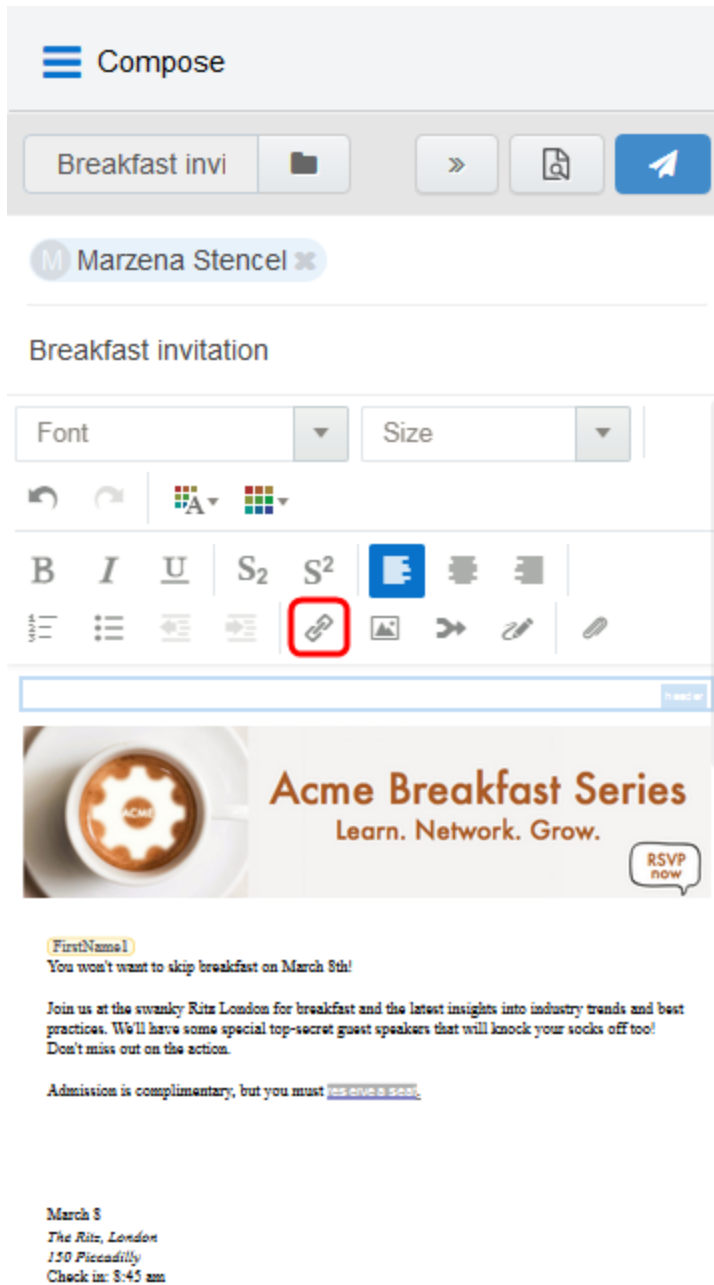 Compose
Breakfast invi
M Marzena Stencel
Breakfast invitation
Font Size
A
B I U S2 S²
header
ACME
Acme Breakfast Series
Learn. Network. Grow.
RSVP
now
FirstName1
You won't want to skip breakfast on March 8th!
Join us at the swanky Ritz London for breakfast and the latest insights into industry trends and best
practices. We'll have some special top-secret guest speakers that will knock your socks off too!
Don't miss out on the action.
Admission is complimentary, but you must reserve a seat.
March 8
The Ritz, London
150 Piccadilly
Check in: 8:45 am